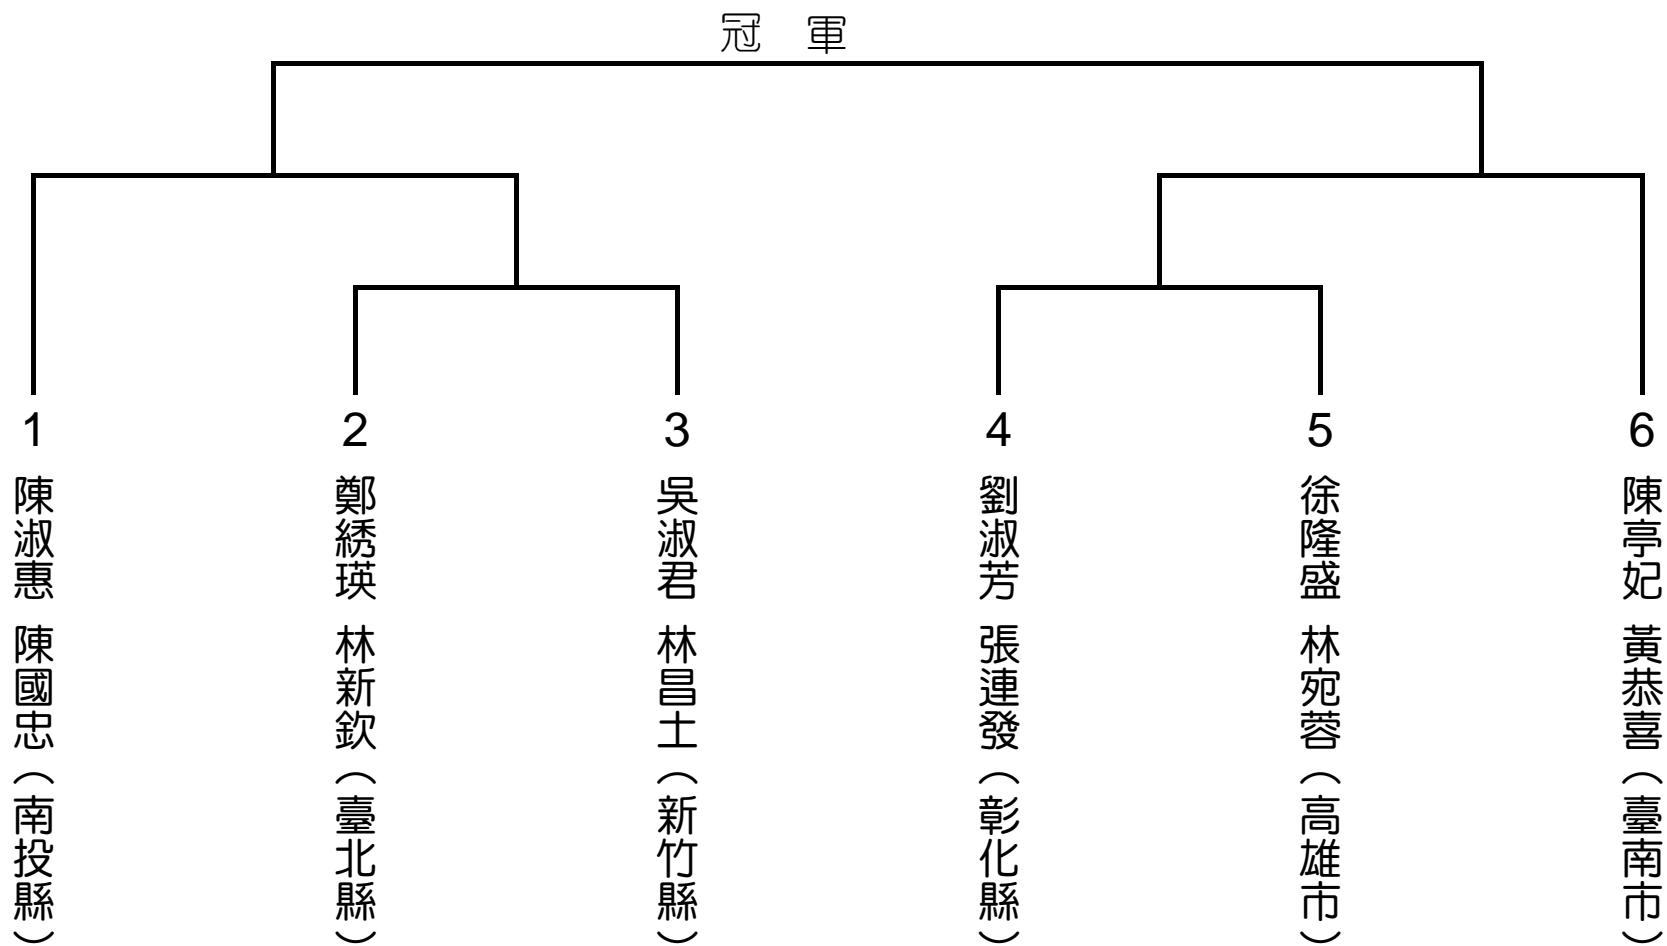 冠 軍
1
陳淑惠 陳國忠（南投縣）
2
鄭綉瑛 林新欽（臺北縣）
3
吳淑君 林昌土（新竹縣）
4
劉淑芳 張連發（彰化縣）
5
徐隆盛 林宛蓉（高雄市）
6
陳亭妃 黃恭喜（臺南市）